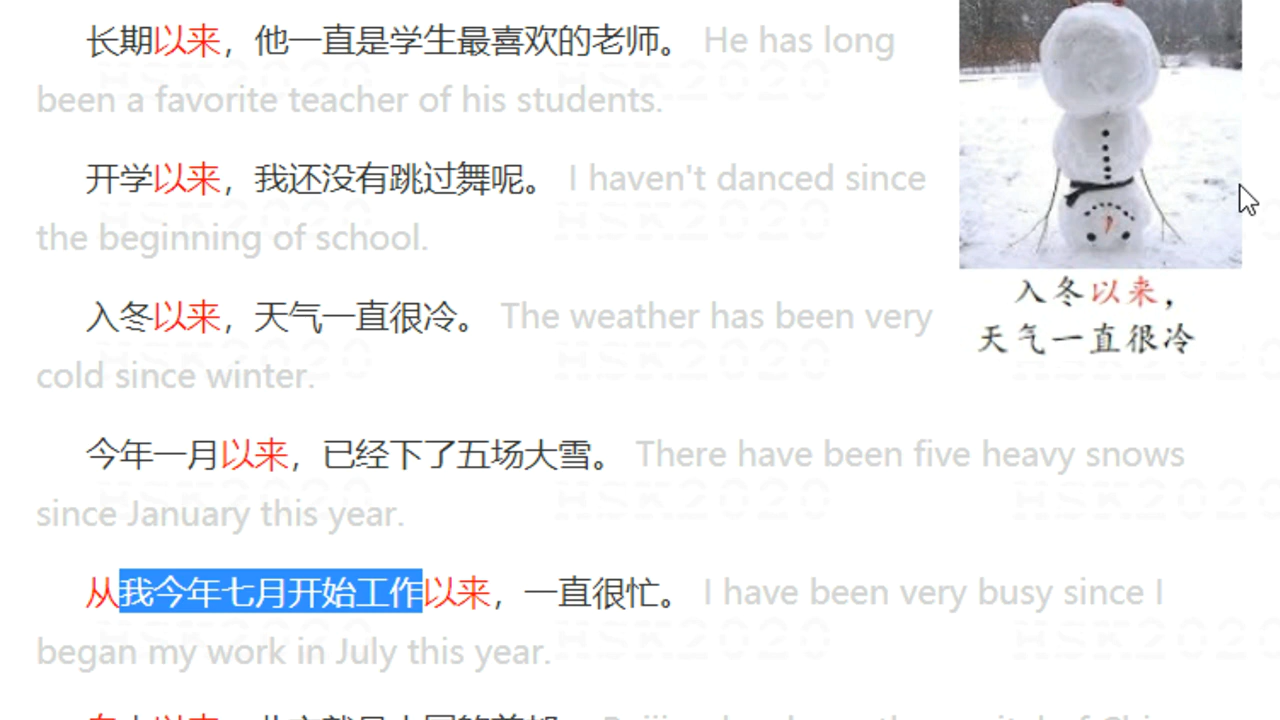 长期以来，他一直是学生最喜欢的老师。 He has long
been a favorite teacher of his students.
开学以来，我还没有跳过舞呢。 I haven't danced since
the beginning of school.
入冬以来，天气一直很冷。 The weather has been very
cold since winter.
入冬以来，
天气一直很冷
今年一月以来，已经下了五场大雪。 There have been five heavy snows
since January this year.
从我今年七月开始工作以来，一直很忙。 I have been very busy since I
began my work in July this year.
HSK2020